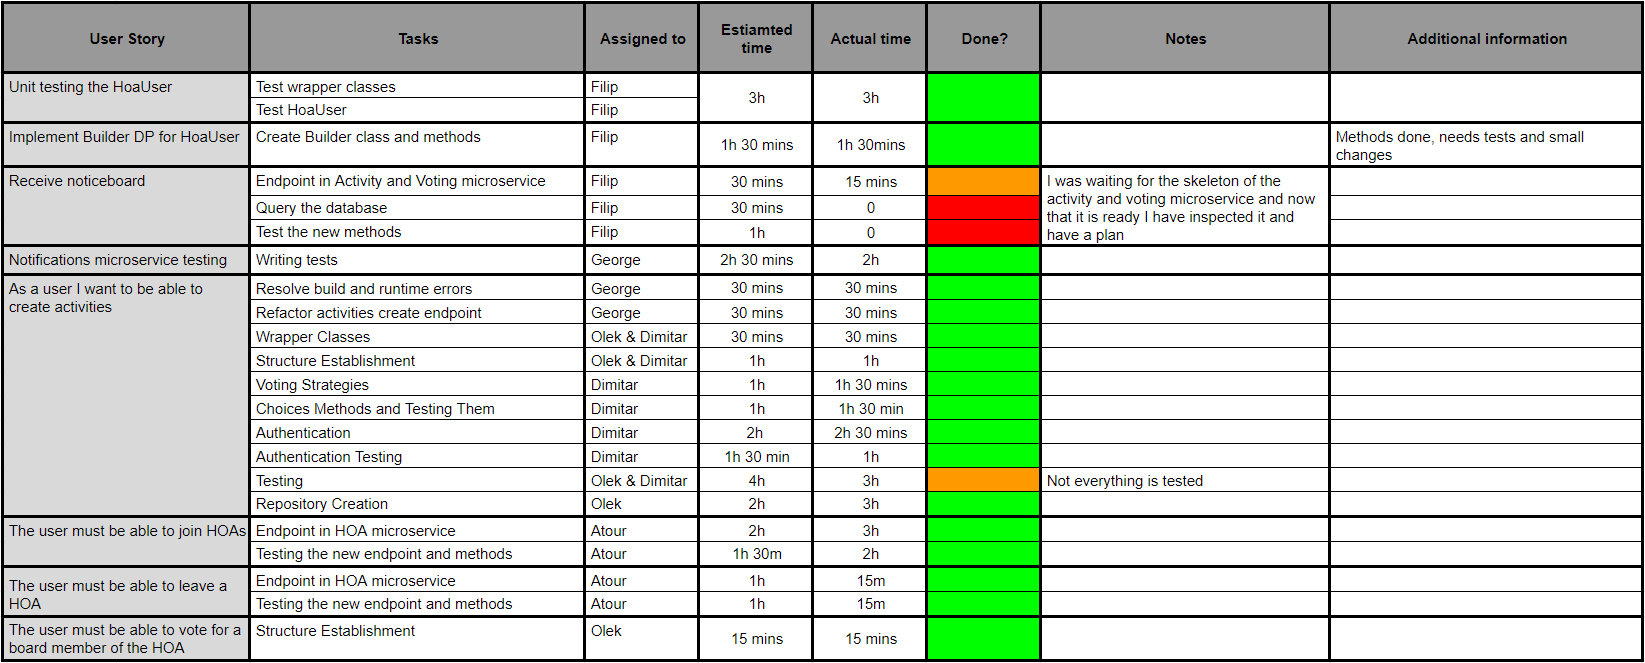 User Story Tasks Assigned to Estiamted time Actual time Done? Notes Additional information
Unit testing the HoaUser Test wrapper classes Filip 3h 3h
Test HoaUser Filip
Implement Builder DP for HoaUser Create Builder class and methods Filip 1h 30 mins 1h 30mins Methods done, needs tests and small
changes
Receive noticeboard Endpoint in Activity and Voting microservice Filip 30 mins 15 mins I was waiting for the skeleton of the
activity and voting microservice and now
that it is ready I have inspected it and
have a plan
Query the database Filip 30 mins 0
Test the new methods Filip 1h 0
Notifications microservice testing Writing tests George 2h 30 mins 2h
As a user I want to be able to
create activities
Resolve build and runtime errors George 30 mins 30 mins
Refactor activities create endpoint George 30 mins 30 mins
Wrapper Classes Olek & Dimitar 30 mins 30 mins
Structure Establishment Olek & Dimitar 1h 1h
Voting Strategies Dimitar 1h 1h 30 mins
Choices Methods and Testing Them Dimitar 1h 1h 30 min
Authentication Dimitar 2h 2h 30 mins
Authentication Testing Dimitar 1h 30 min 1h
Testing Olek & Dimitar 4h 3h Not everything is tested
Repository Creation Olek 2h 3h
The user must be able to join HOAs Endpoint in HOA microservice Atour 2h 3h
Testing the new endpoint and methods Atour 1h 30m 2h
The user must be able to leave a
HOA
Endpoint in HOA microservice Atour 1h 15m
Testing the new endpoint and methods Atour 1h 15m
The user must be able to vote for a
board member of the HOA
Structure Establishment Olek 15 mins 15 mins